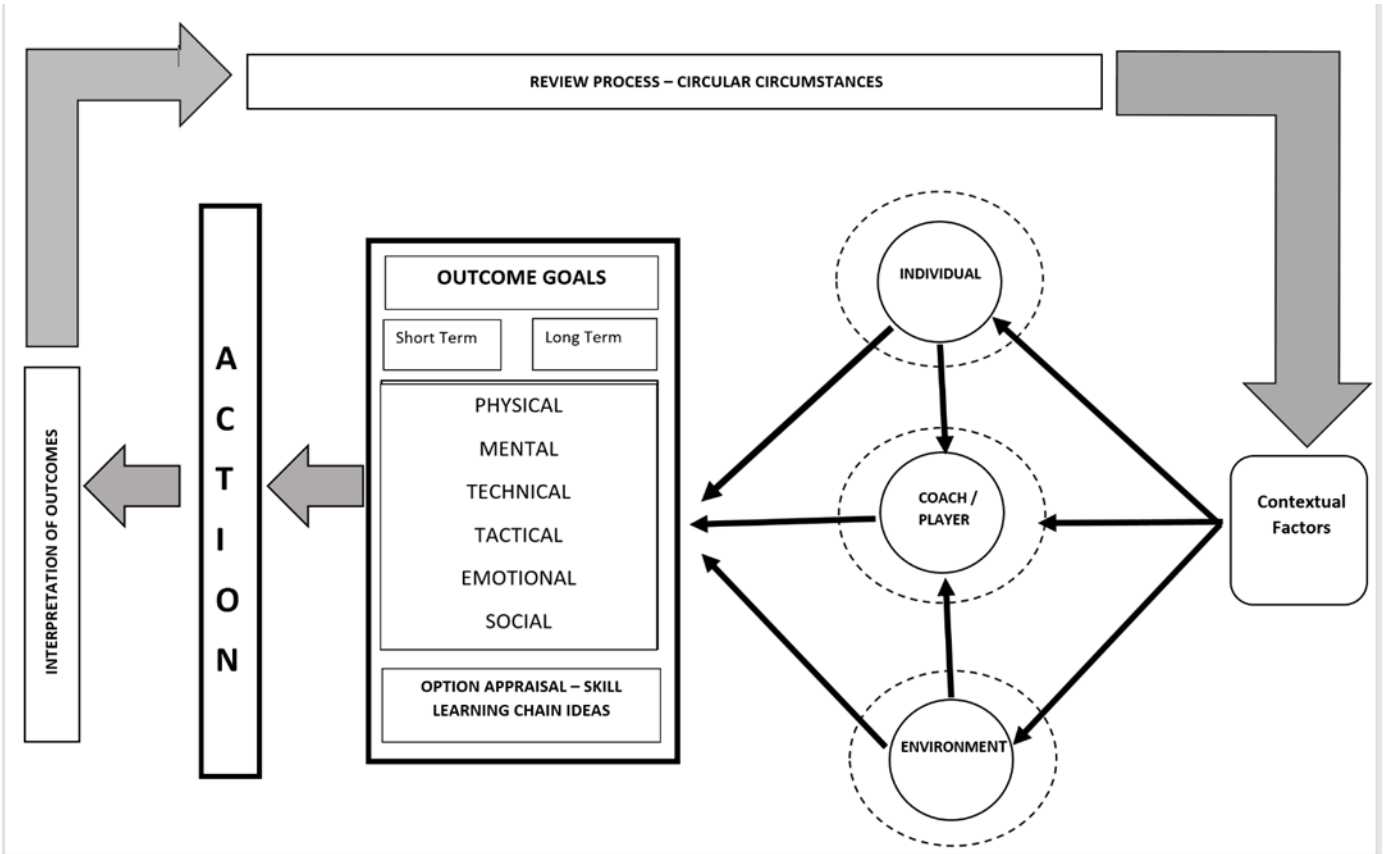 REVIEW PROCESS – CIRCULAR CIRCUMSTANCES
INTERPRETATION OF OUTCOMES
ACTION
OUTCOME GOALS
Short Term
Long Term
PHYSICAL
MENTAL
TECHNICAL
TACTICAL
EMOTIONAL
SOCIAL
OPTION APPRAISAL – SKILL
LEARNING CHAIN IDEAS
INDIVIDUAL
COACH /
PLAYER
ENVIRONMENT
Contextual
Factors